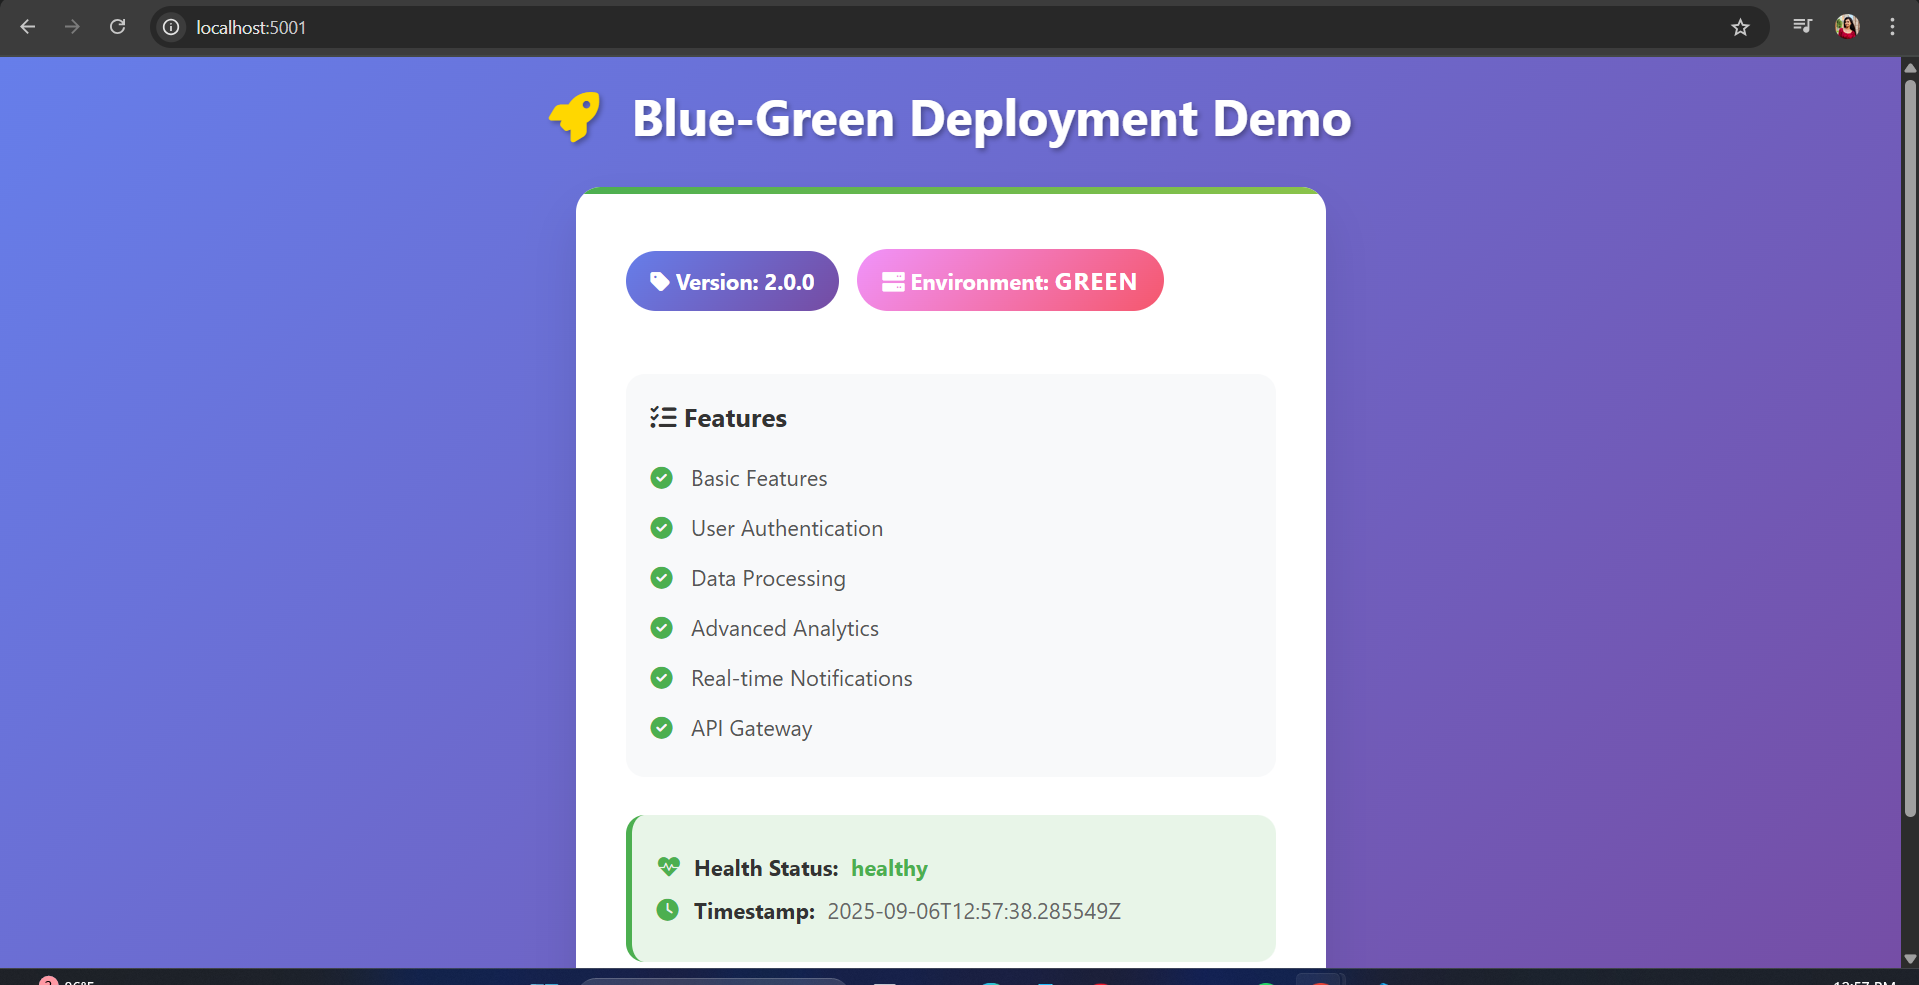 localhost:5001
Blue-Green Deployment Demo
Version: 2.0.0
Environment: GREEN
Features
Basic Features
User Authentication
Data Processing
Advanced Analytics
Real-time Notifications
API Gateway
Health Status: healthy
Timestamp: 2025-09-06T12:57:38.285549Z